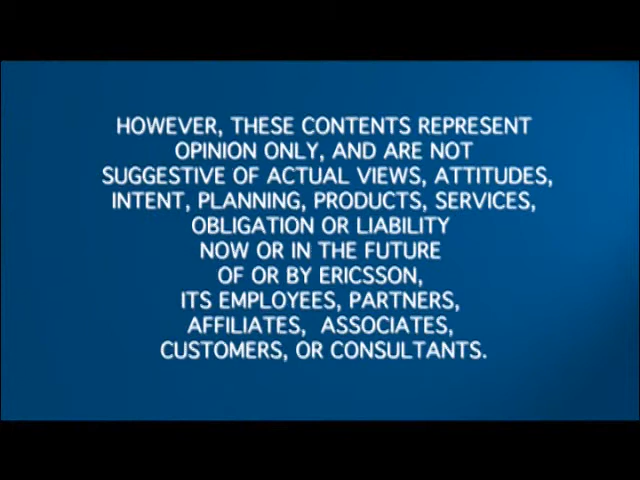 HOWEVER, THESE CONTENTS REPRESENT
OPINION ONLY, AND ARE NOT
SUGGESTIVE OF ACTUAL VIEWS, ATTITUDES,
INTENT, PLANNING, PRODUCTS, SERVICES,
OBLIGATION OR LIABILITY
NOW OR IN THE FUTURE
OF OR BY ERICSSON,
ITS EMPLOYEES, PARTNERS,
AFFILIATES, ASSOCIATES,
CUSTOMERS, OR CONSULTANTS.